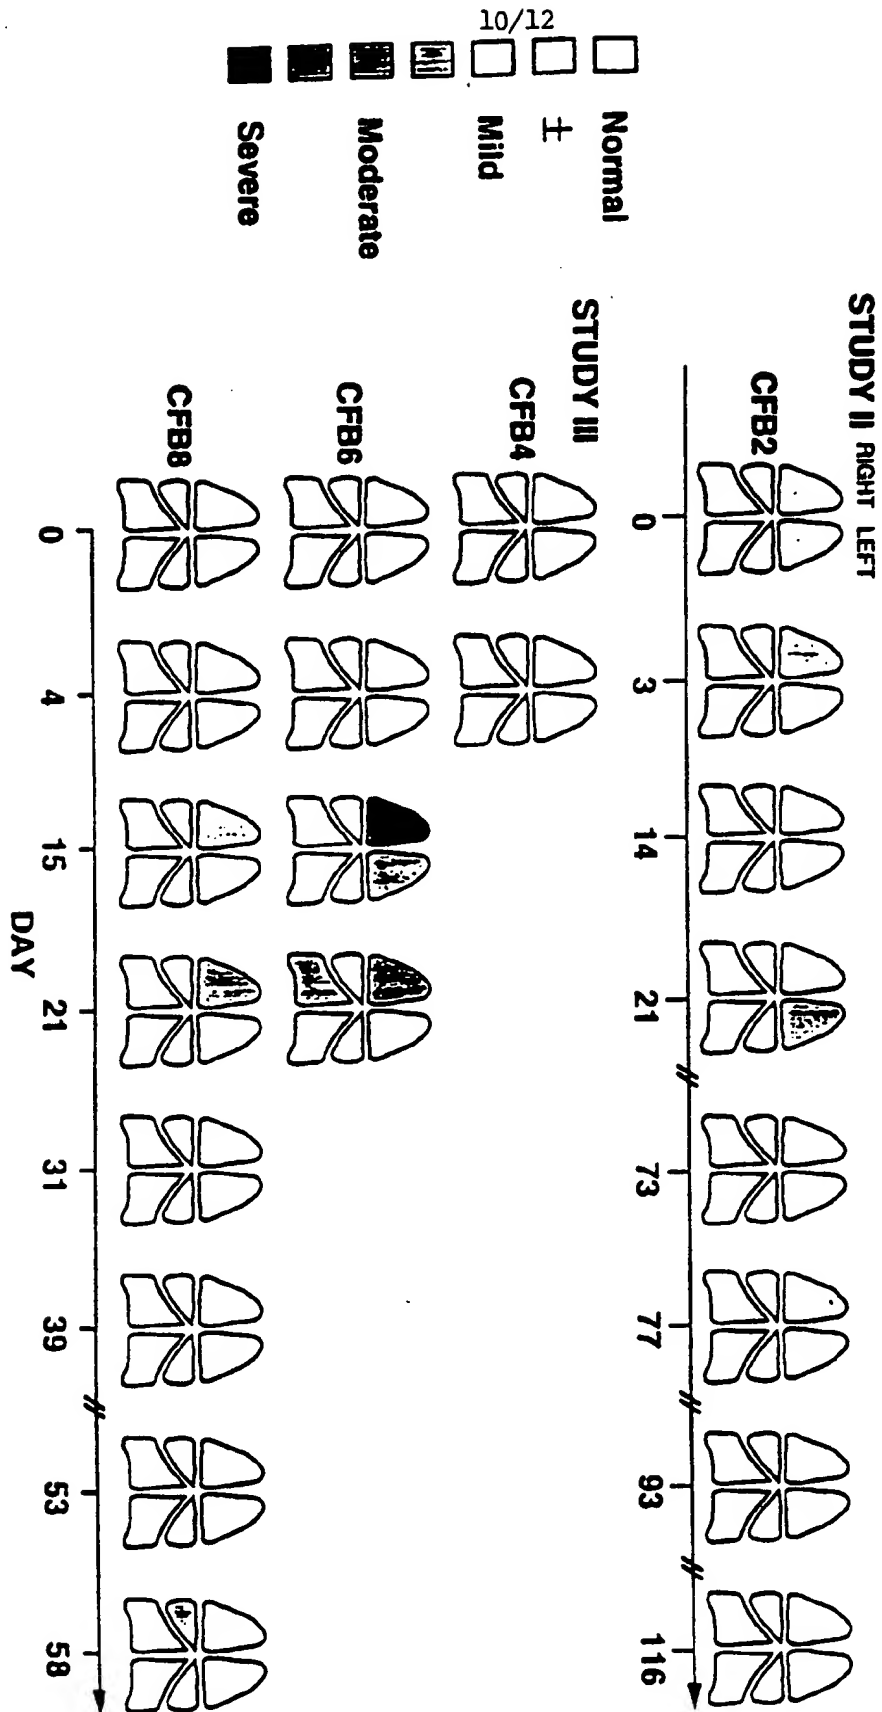 10/12
Normal
±
Mild
Moderate
Severe
STUDY II RIGHT LEFT
CFB2
0 3 14 21 73 77 93 116
STUDY III
CFB4
CFB6
CFB8
0 4 15 21 31 39 53 58
DAY